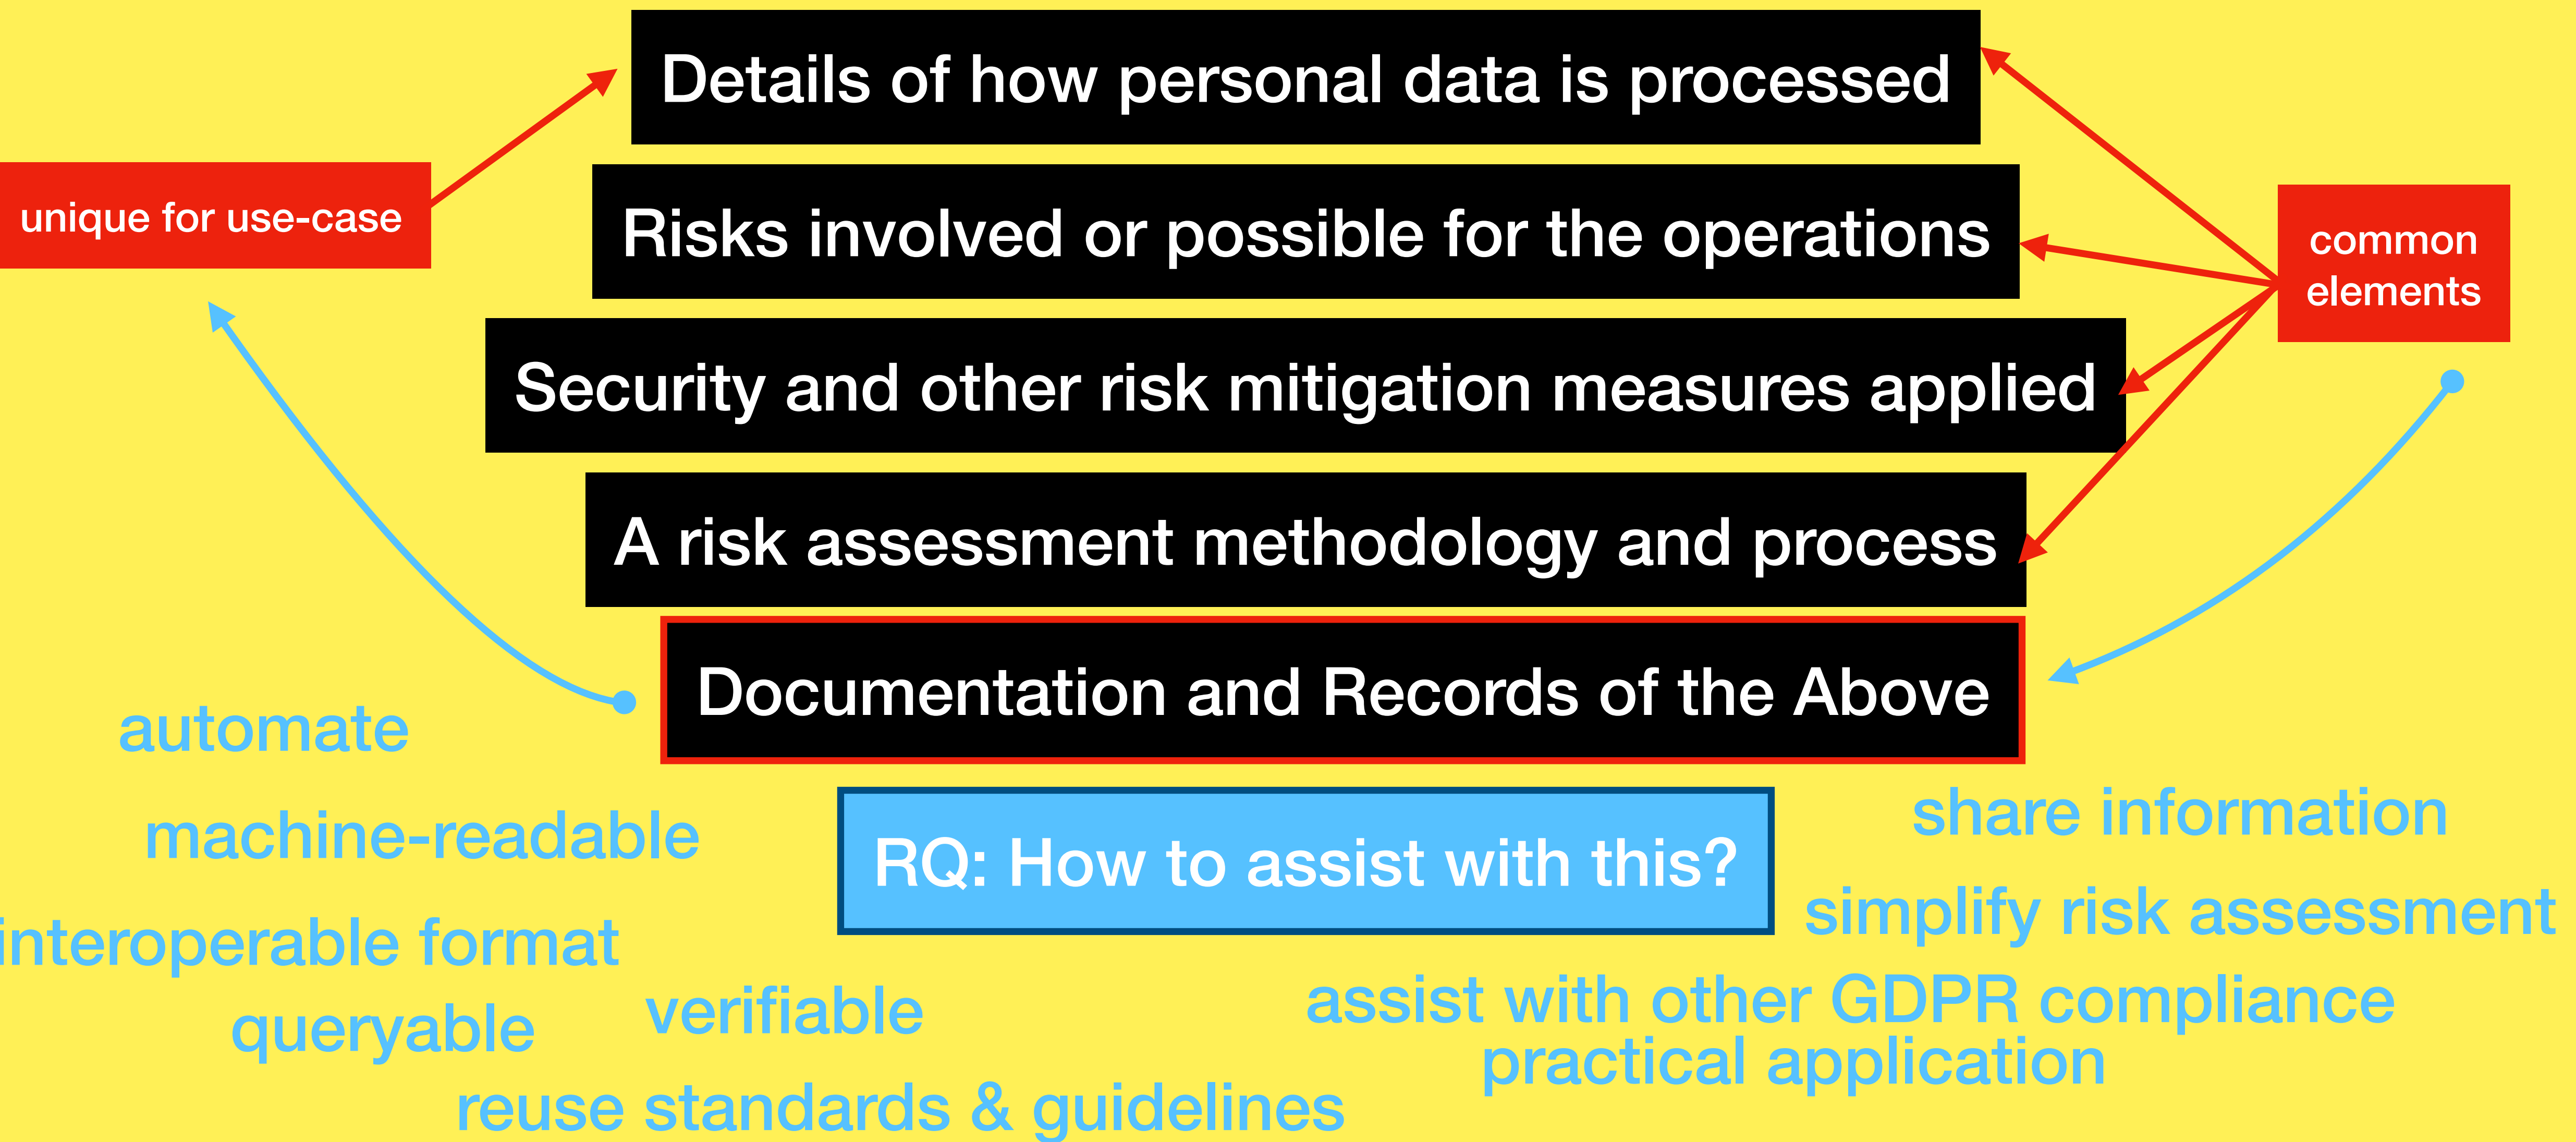 Details of how personal data is processed
unique for use-case
Risks involved or possible for the operations
common
elements
Security and other risk mitigation measures applied
A risk assessment methodology and process
Documentation and Records of the Above
automate
machine-readable
RQ: How to assist with this?
share information
simplify risk assessment
interoperable format
queryable
verifiable
assist with other GDPR compliance
practical application
reuse standards & guidelines